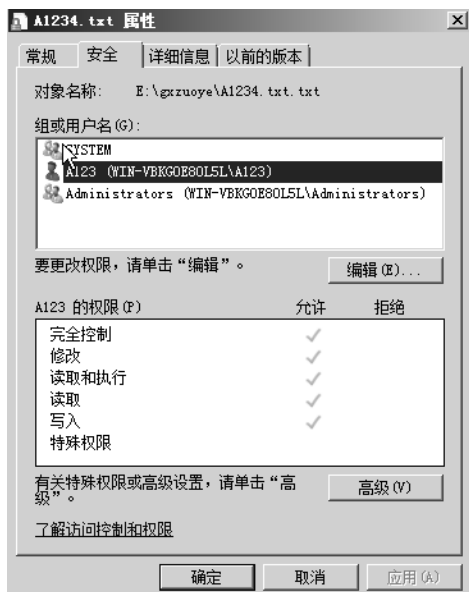 A1234.txt 属性
常规 安全 详细信息 以前的版本
对象名称: E:\gxzuoye\A1234.txt.txt
组或用户名(G):
SYSTEM
A123 (WIN-VBKGOE8OL5L\A123)
Administrators (WIN-VBKGOE8OL5L\Administrators)
要更改权限，请单击“编辑”。
编辑(E)...
A123 的权限(P) 允许 拒绝
完全控制
修改
读取和执行
读取
写入
特殊权限
有关特殊权限或高级设置，请单击“高
级”。
高级(V)
了解访问控制和权限
确定 取消 应用(A)